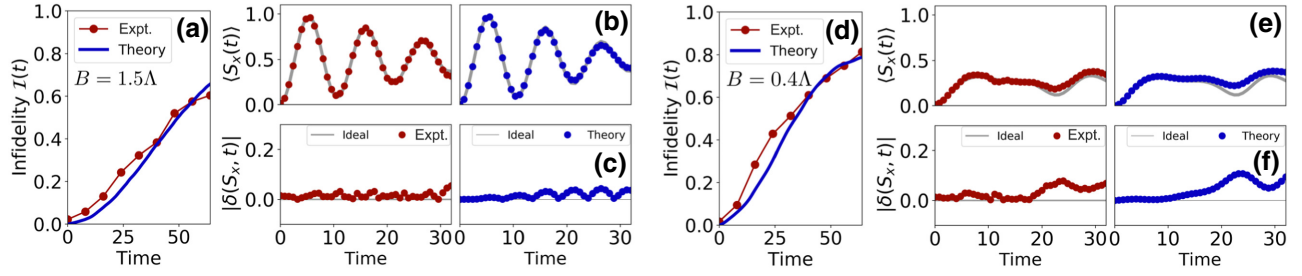 (a)
Expt.
Theory
B = 1.5Λ
Infidelity I(t)
1.0
0.8
0.6
0.4
0.2
0.0
0 25 50
Time
(b)
⟨Sₓ(t)⟩
1.0
0.5
0.0
Ideal Expt. Ideal Theory
(c)
|δ(Sₓ, t)|
0.2
0.0
0 10 20 30 0 10 20 30
Time Time
(d)
Expt.
Theory
B = 0.4Λ
Infidelity I(t)
1.0
0.8
0.6
0.4
0.2
0.0
0 25 50
Time
(e)
⟨Sₓ(t)⟩
1.0
0.5
0.0
Ideal Expt. Ideal Theory
(f)
|δ(Sₓ, t)|
0.2
0.0
0 10 20 30 0 10 20 30
Time Time